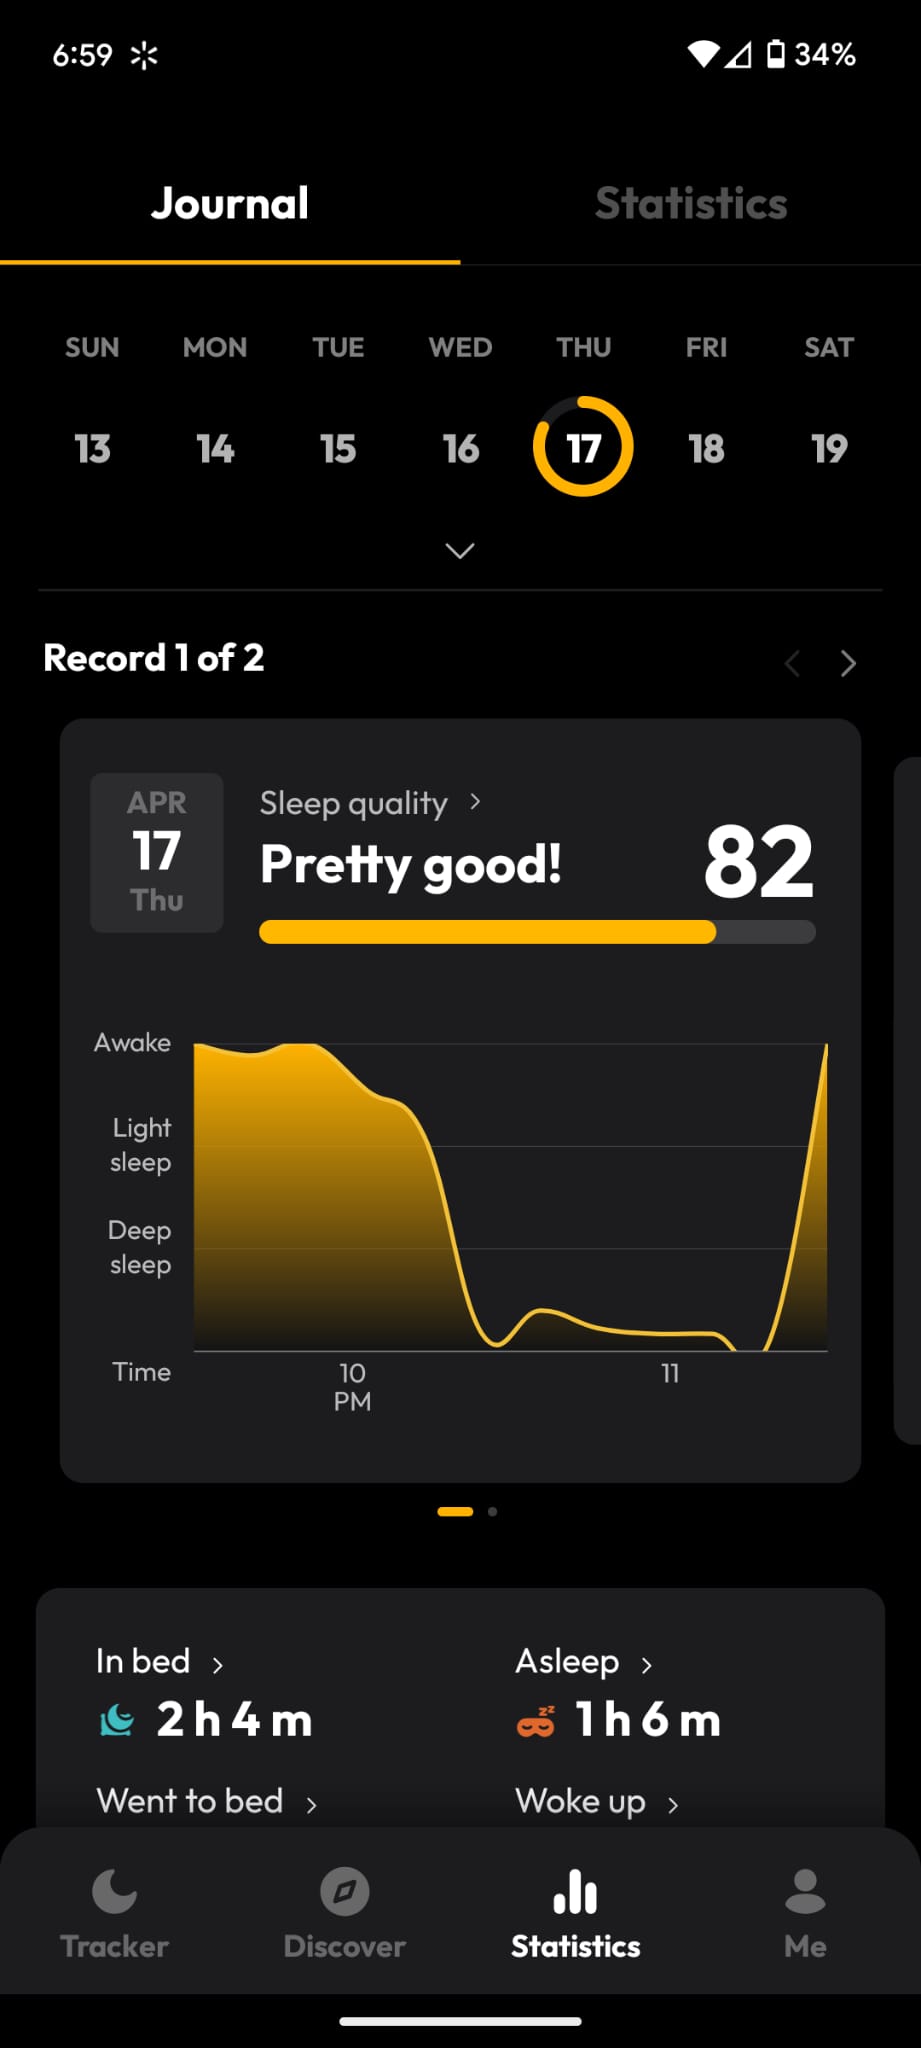 6:59 34%
Journal Statistics
SUN MON TUE WED THU FRI SAT
13 14 15 16 17 18 19
Record 1 of 2
APR
17
Thu
Sleep quality
Pretty good!
82
Awake
Light
sleep
Deep
sleep
Time
10
PM
11
In bed Asleep
2 h 4 m 1 h 6 m
Went to bed Woke up
Tracker Discover Statistics Me